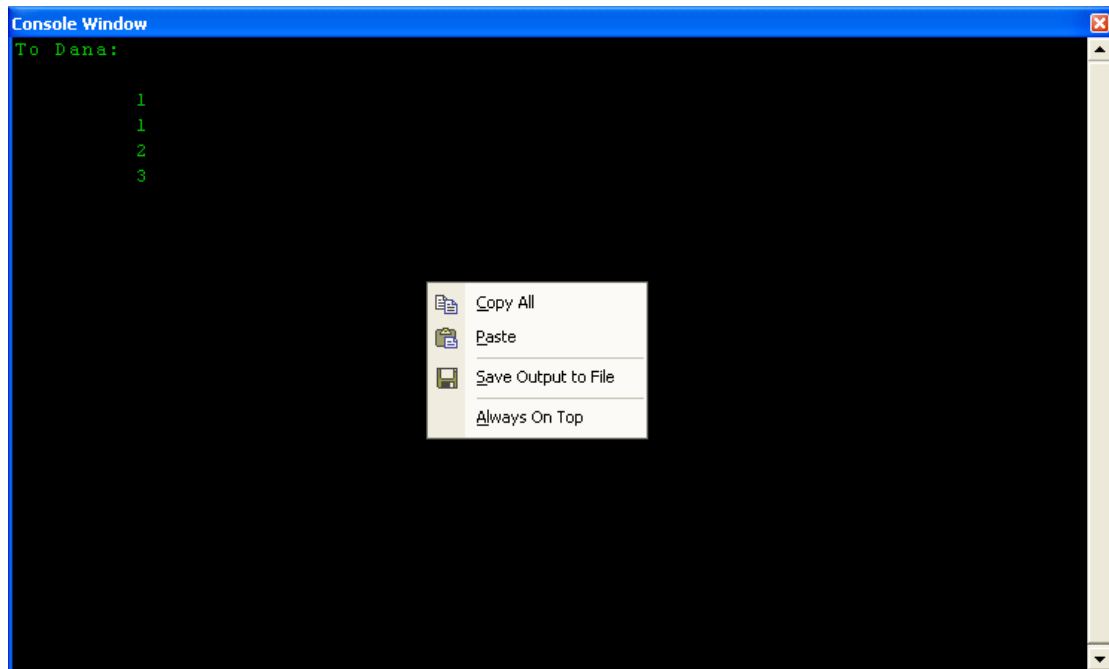 Console Window
To Dana:
1
1
2
3
Copy All
Paste
Save Output to File
Always On Top